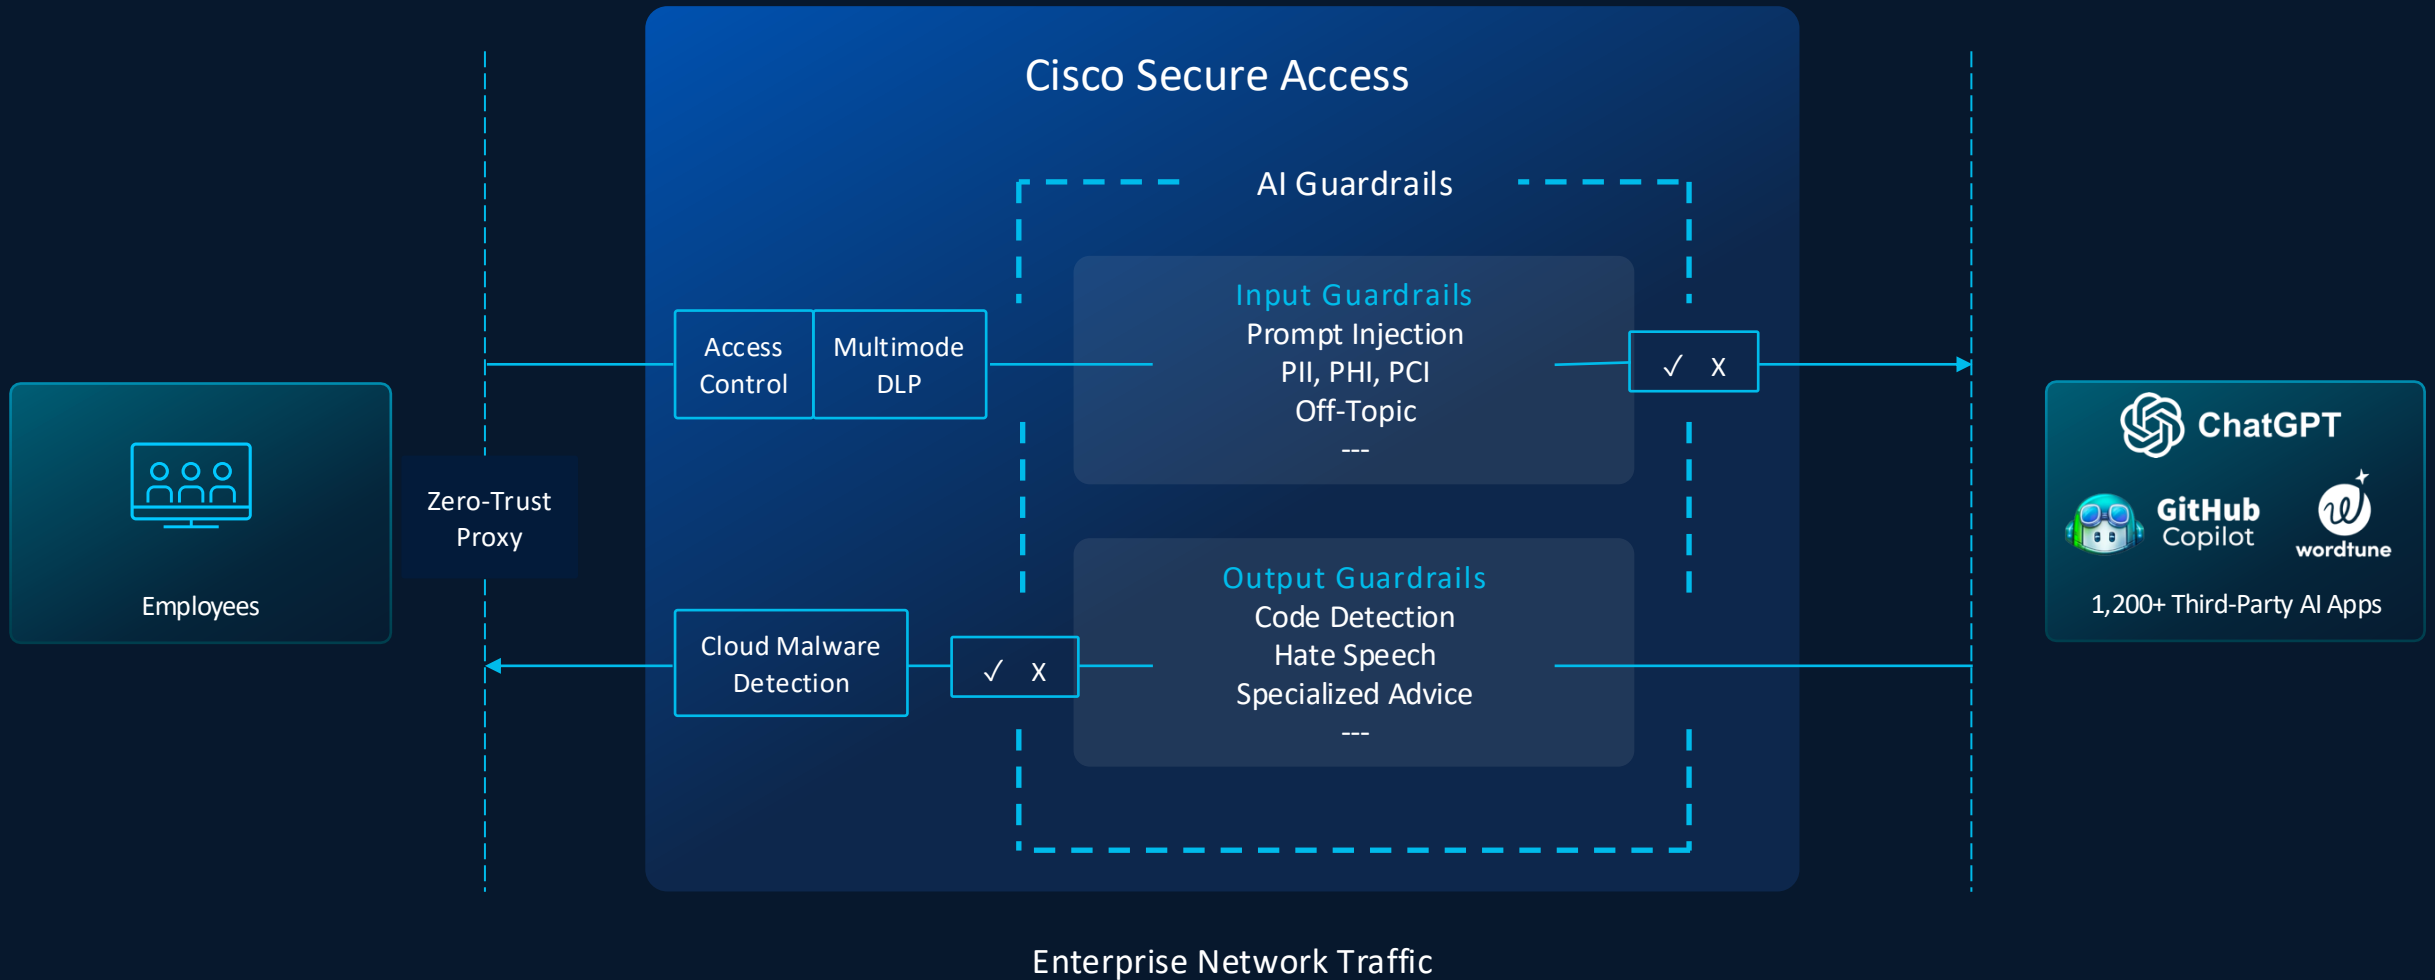 Cisco Secure Access
AI Guardrails
Input Guardrails
Prompt Injection
PII, PHI, PCI
Off-Topic
---
Access
Control
Multimode
DLP
✓ X
Employees
Zero-Trust
Proxy
Output Guardrails
Code Detection
Hate Speech
Specialized Advice
---
Cloud Malware
Detection
✓ X
ChatGPT
GitHub
Copilot
wordtune
1,200+ Third-Party AI Apps
Enterprise Network Traffic